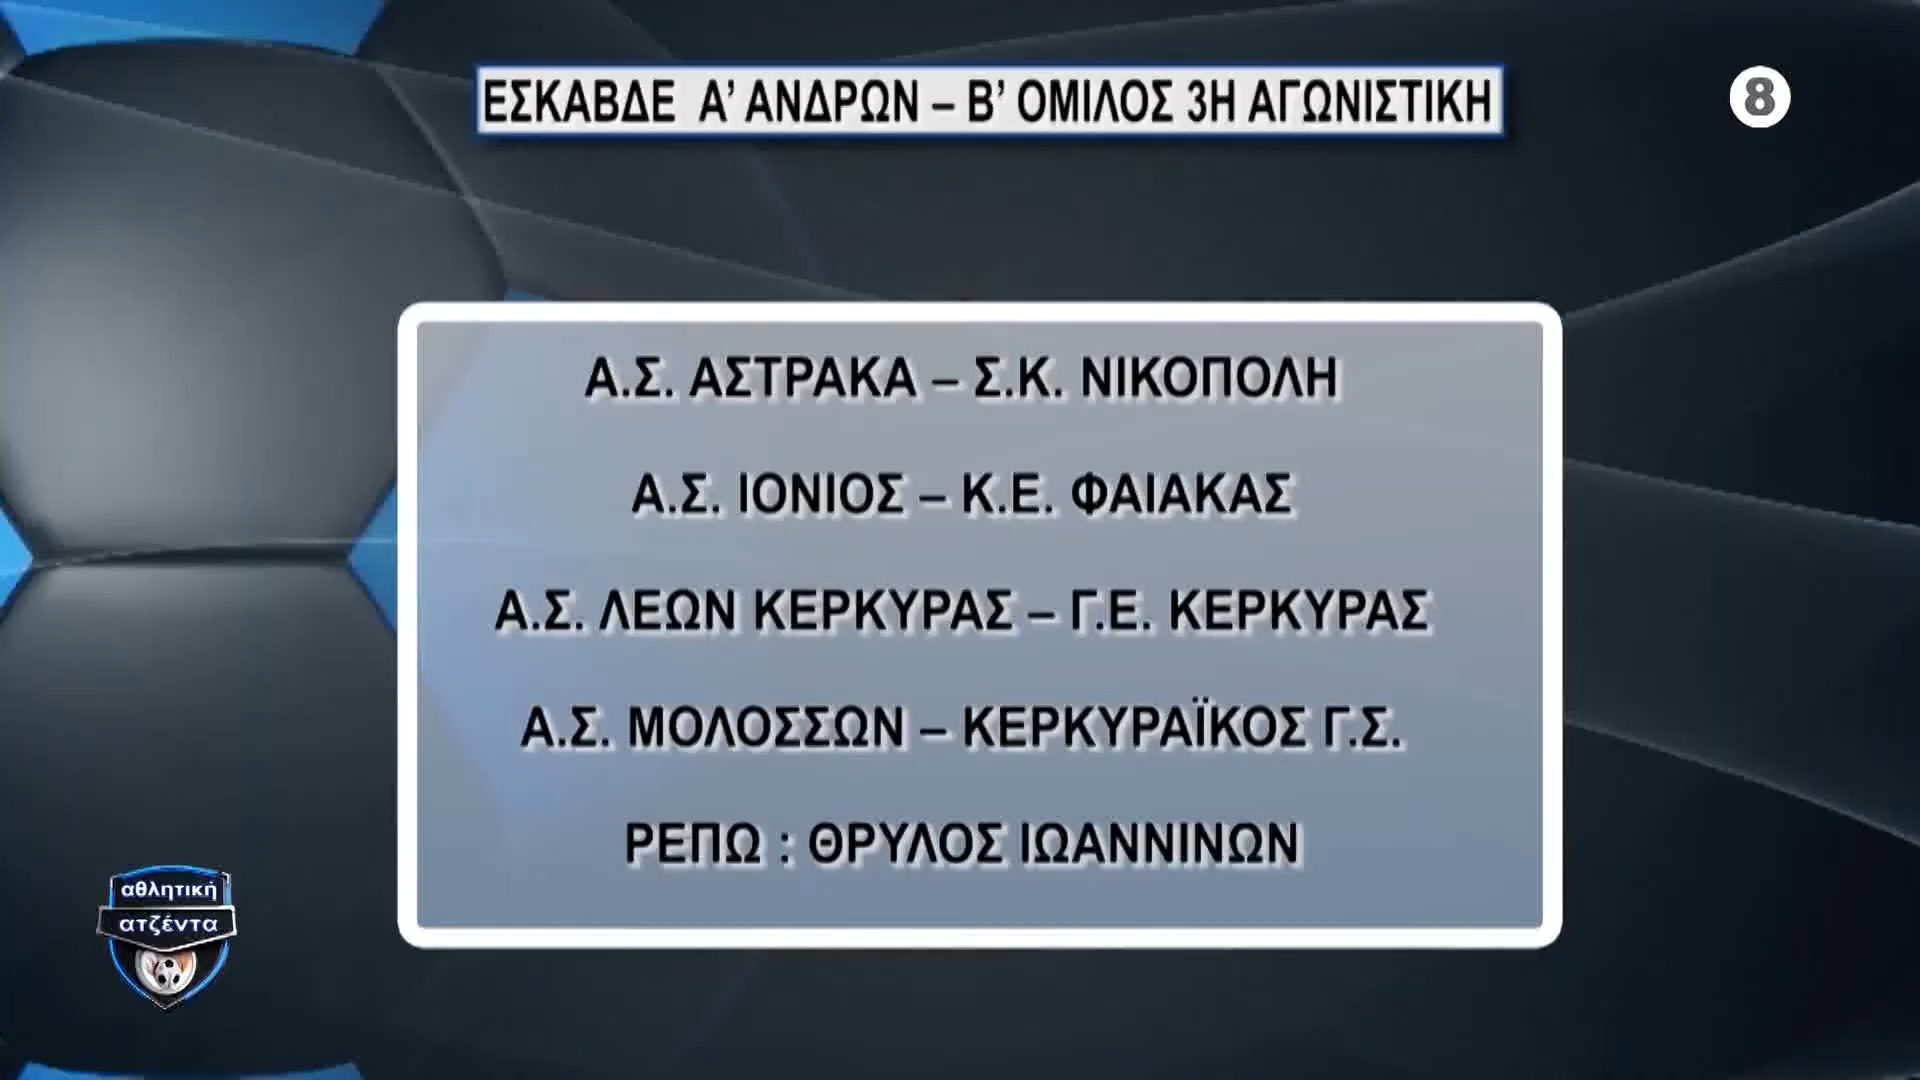 ΕΣΚΑΒΔΕ Α’ ΑΝΔΡΩΝ – Β’ ΟΜΙΛΟΣ 3Η ΑΓΩΝΙΣΤΙΚΗ
8
Α.Σ. ΑΣΤΡΑΚΑ – Σ.Κ. ΝΙΚΟΠΟΛΗ
Α.Σ. ΙΟΝΙΟΣ – Κ.Ε. ΦΑΙΑΚΑΣ
Α.Σ. ΛΕΩΝ ΚΕΡΚΥΡΑΣ – Γ.Ε. ΚΕΡΚΥΡΑΣ
Α.Σ. ΜΟΛΟΣΣΩΝ – ΚΕΡΚΥΡΑΪΚΟΣ Γ.Σ.
ΡΕΠΩ : ΘΡΥΛΟΣ ΙΩΑΝΝΙΝΩΝ
αθλητική
ατζέντα